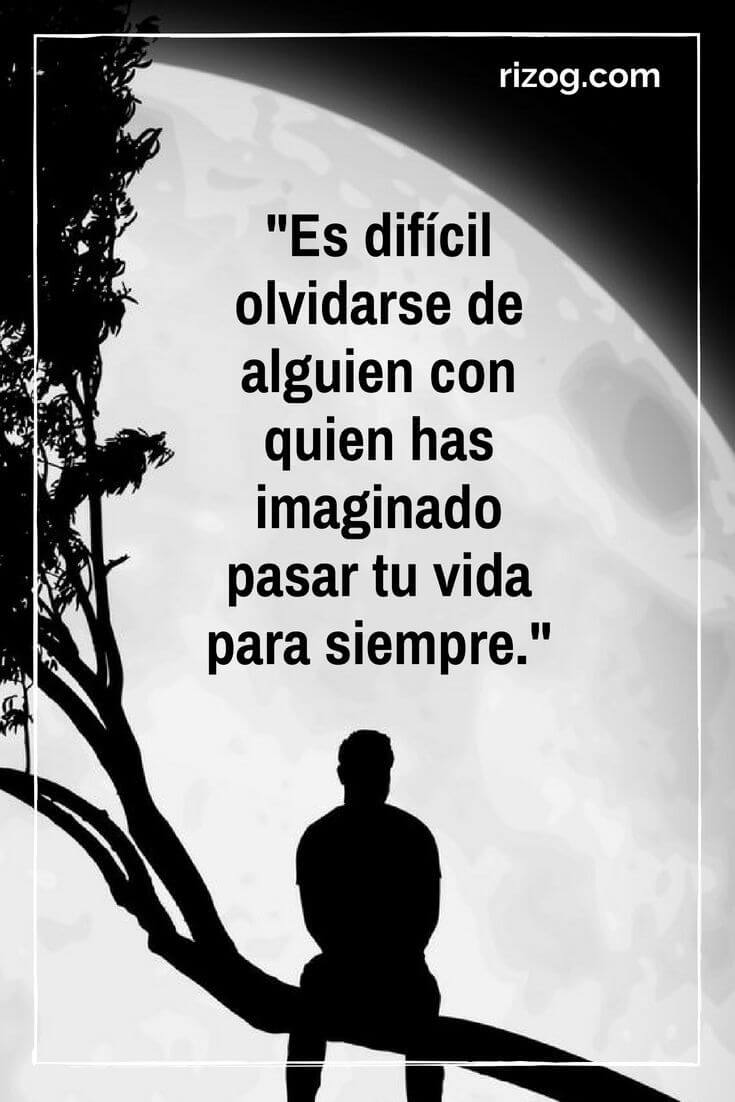 rizog.com
"Es difícil
olvidarse de
alguien con
quien has
imaginado
pasar tu vida
para siempre."